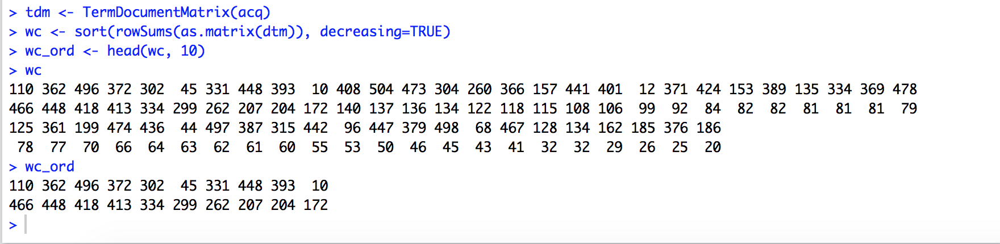 > tdm <- TermDocumentMatrix(acq)
> wc <- sort(rowSums(as.matrix(dtm)), decreasing=TRUE)
> wc_ord <- head(wc, 10)
> wc
110 362 496 372 302  45 331 448 393  10 408 504 473 304 260 366 157 441 401  12 371 424 153 389 135 334 369 478
466 448 418 413 334 299 262 207 204 172 140 137 136 134 122 118 115 108 106  99  92  84  82  82  81  81  81  79
125 361 199 474 436  44 497 387 315 442  96 447 379 498  68 467 128 134 162 185 376 186
 78  77  70  66  64  63  62  61  60  55  53  50  46  45  43  41  32  32  29  26  25  20
> wc_ord
110 362 496 372 302  45 331 448 393  10
466 448 418 413 334 299 262 207 204 172
>